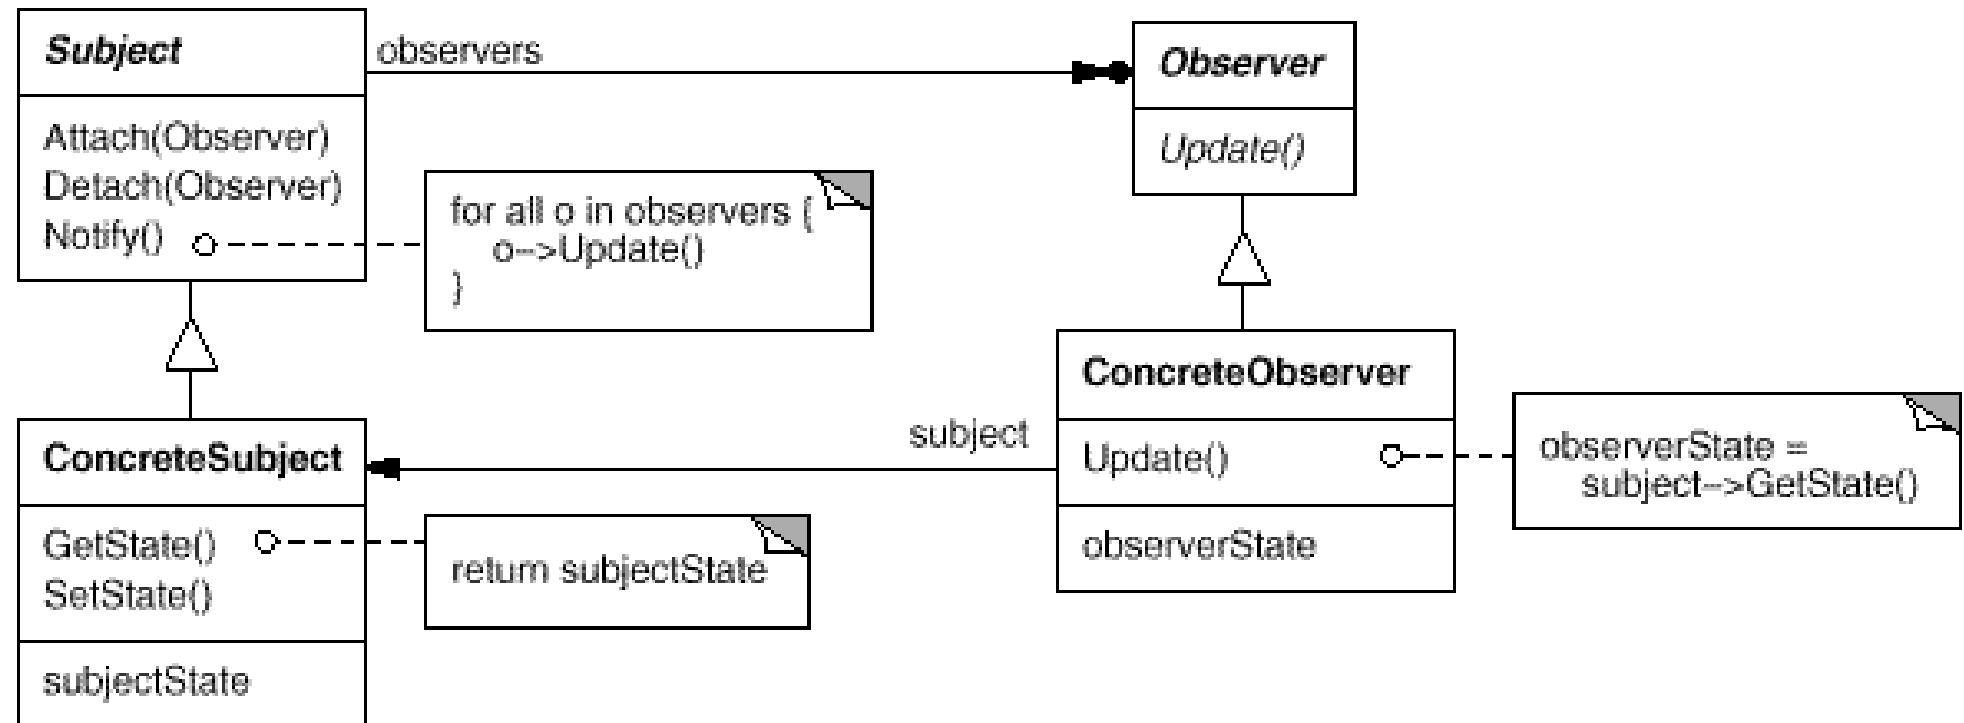 Subject
Attach(Observer)
Detach(Observer)
Notify()
observers
for all o in observers {
o->Update()
}
Observer
Update()
ConcreteSubject
GetState()
SetState()
subjectState
return subjectState
subject
ConcreteObserver
Update()
observerState
observerState =
subject->GetState()